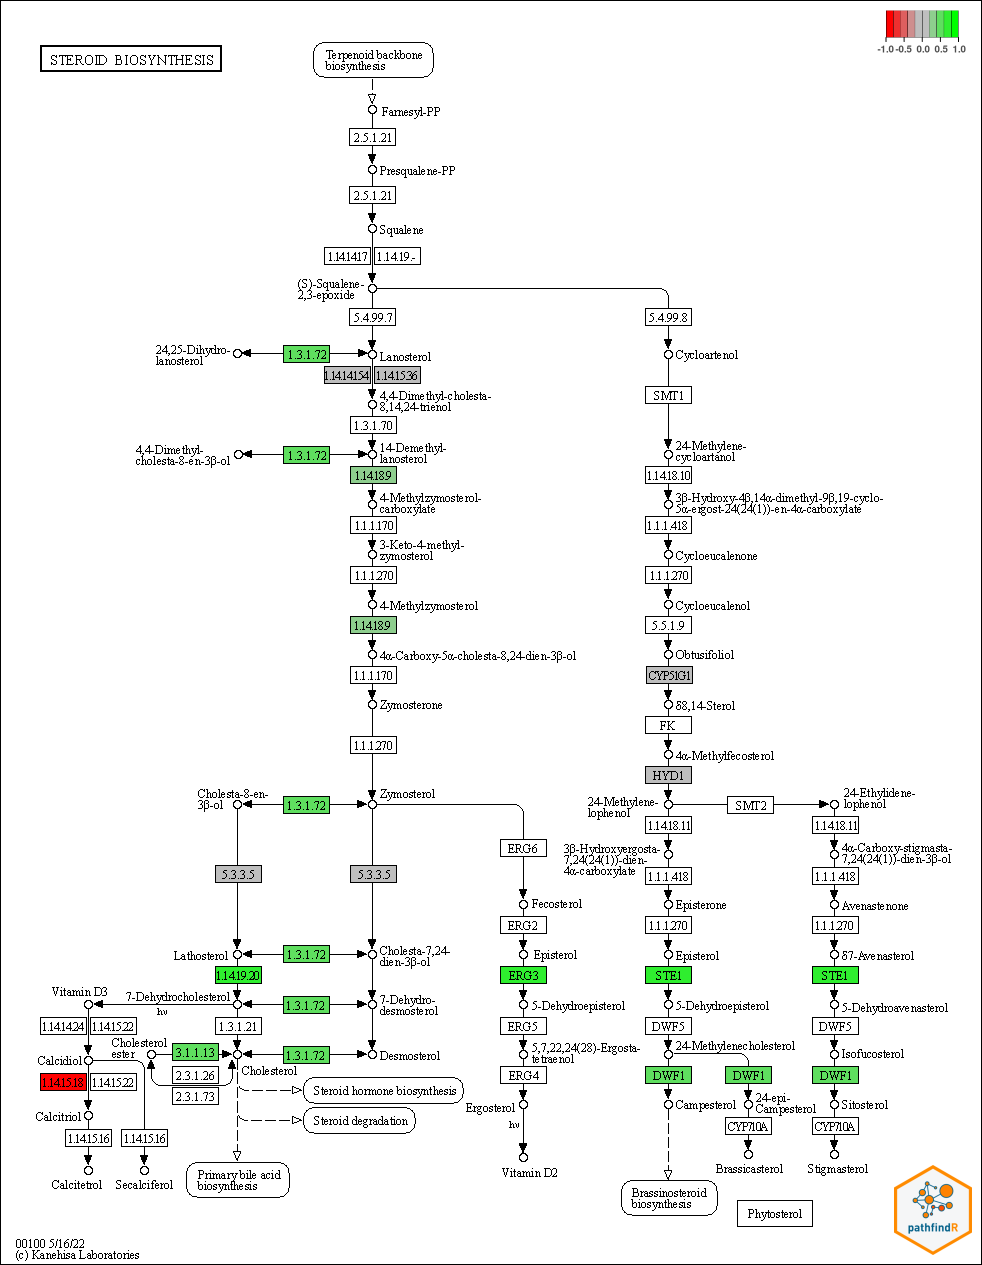 STEROID BIOSYNTHESIS
-1.0 -0.5 0.0 0.5 1.0
Terpenoid backbone
biosynthesis
Farnesyl-PP
2.5.1.21
Presqualene-PP
2.5.1.21
Squalene
1.14.14.17 1.14.19.-
(S)-Squalene-
2,3-epoxide
5.4.99.7
5.4.99.8
24,25-Dihydro-
lanosterol
1.3.1.72
Lanosterol
Cycloartenol
1.14.14.154 1.14.15.36
4,4-Dimethyl-cholesta-
8,14,24-trienol
SMT1
1.3.1.70
4,4-Dimethyl-
cholesta-8-en-3β-ol
1.3.1.72
14-Demethyl-
lanosterol
24-Methylene-
cycloartanol
1.14.18.9
1.14.18.10
4-Methylzymosterol-
carboxylate
3β-Hydroxy-4β,14α-dimethyl-9β,19-cyclo-
5α-ergost-24(24(1))-en-4α-carboxylate
1.1.1.170
1.1.1.418
3-Keto-4-methyl-
zymosterol
Cycloeucalenone
1.1.1.270
1.1.1.270
4-Methylzymosterol
Cycloeucalenol
1.14.18.9
5.5.1.9
4α-Carboxy-5α-cholesta-8,24-dien-3β-ol
Obtusifoliol
1.1.1.170
CYP51G1
Zymosterone
δ8,14-Sterol
FK
1.1.1.270
4α-Methylfecosterol
HYD1
Cholesta-8-en-
3β-ol
1.3.1.72
Zymosterol
24-Methylene-
lophenol
SMT2
24-Ethylidene-
lophenol
1.14.18.11
1.14.18.11
ERG6
3β-Hydroxyergosta-
7,24(24(1))-dien-
4α-carboxylate
4α-Carboxy-stigmasta-
7,24(24(1))-dien-3β-ol
5.3.3.5
5.3.3.5
1.1.1.418
1.1.1.418
Fecosterol
Episterone
Avenastenone
ERG2
1.1.1.270
1.1.1.270
Lathosterol
1.3.1.72
Cholesta-7,24-
dien-3β-ol
Episterol
Episterol
δ7-Avenasterol
1.14.19.20
ERG3
STE1
STE1
Vitamin D3
7-Dehydrocholesterol
hν
1.3.1.72
7-Dehydro-
desmosterol
5-Dehydroepisterol
5-Dehydroepisterol
5-Dehydroavenasterol
1.14.14.24 1.14.15.22
1.3.1.21
ERG5
DWF5
DWF5
Cholesterol
ester
Calcidiol
3.1.1.13
1.3.1.72
Desmosterol
5,7,22,24(28)-Ergosta-
tetraenol
24-Methylenecholesterol
Isofucosterol
Cholesterol
2.3.1.26
1.14.15.18 1.14.15.22
2.3.1.73
ERG4
DWF1
DWF1
DWF1
Steroid hormone biosynthesis
Calcitriol
Steroid degradation
Ergosterol
hν
Campesterol
24-epi-
Campesterol
Sitosterol
1.14.15.16
1.14.15.16
CYP710A
CYP710A
Calcitetrol
Secalciferol
Primary bile acid
biosynthesis
Vitamin D2
Brassicasterol
Stigmasterol
Brassinosteroid
biosynthesis
Phytosterol
pathfindR
00100 5/16/22
(c) Kanehisa Laboratories